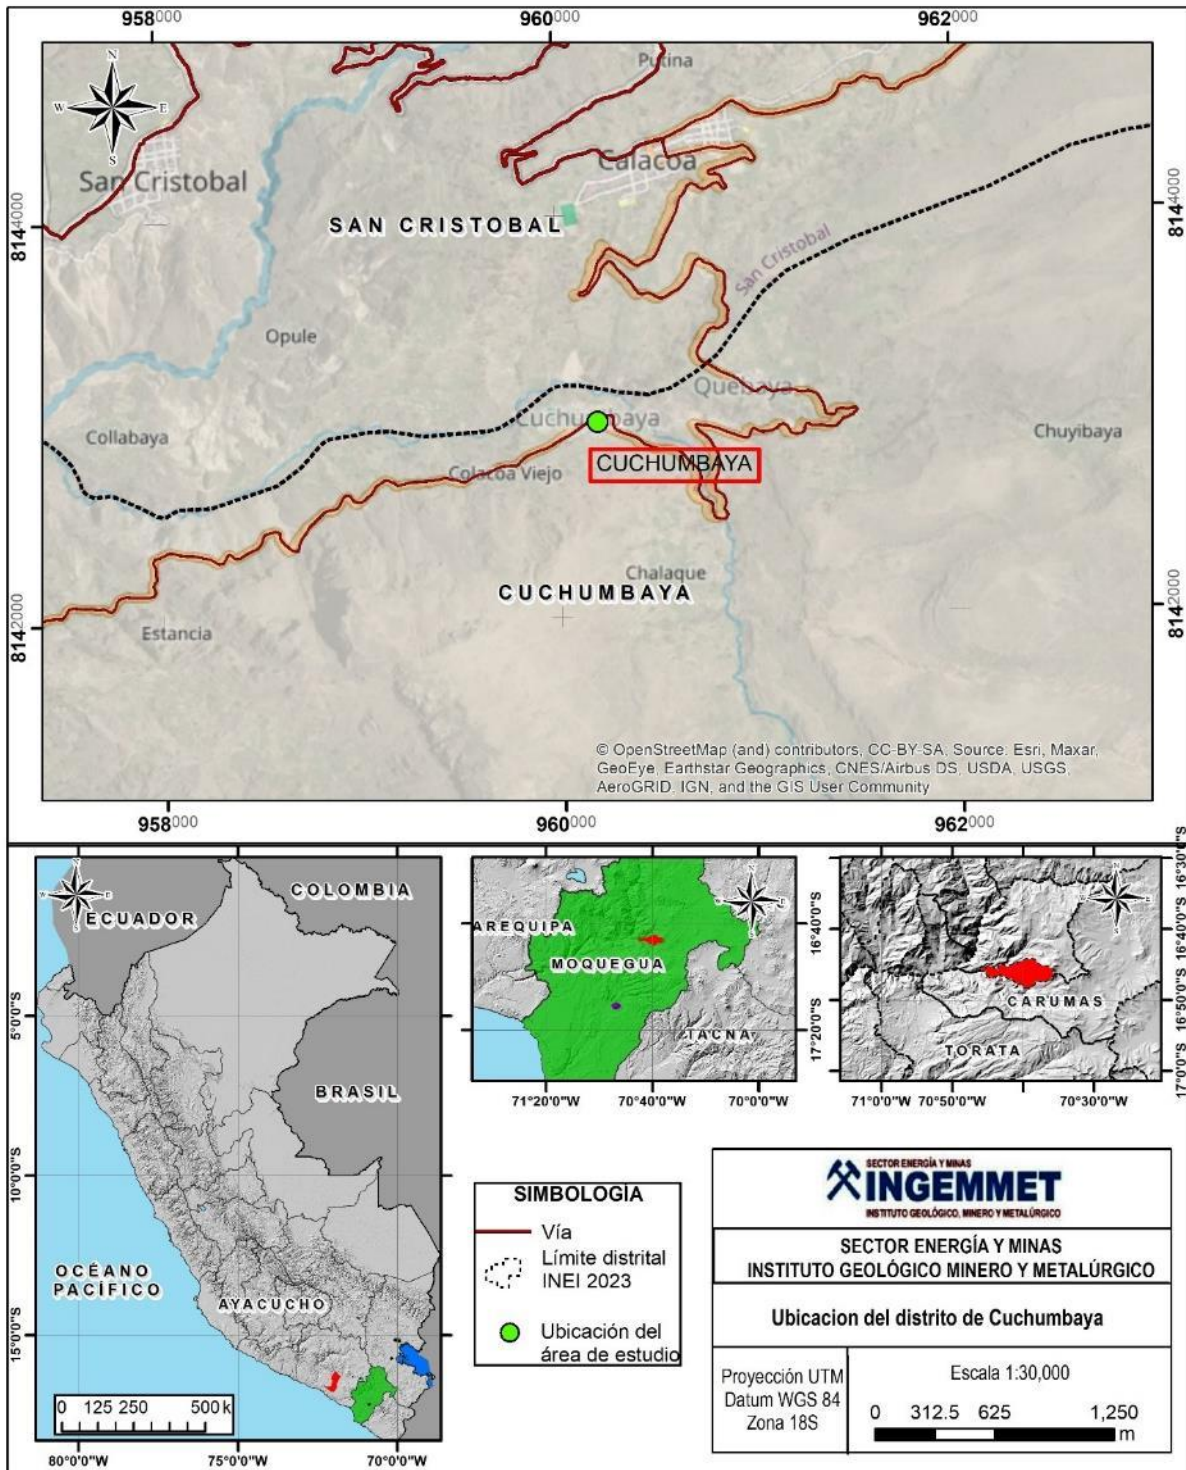 958000
960000
962000
N
W
E
S
Putina
San Cristobal
Calacoa
8144000
8144000
SAN CRISTOBAL
San Cristobal
Opule
Quebaya
Cuchumbaya
Collabaya
Chuyibaya
CUCHUMBAYA
Colacoa Viejo
Chalaque
CUCHUMBAYA
8142000
8142000
Estancia
© OpenStreetMap (and) contributors, CC-BY-SA, Source: Esri, Maxar,
GeoEye, Earthstar Geographics, CNES/Airbus DS, USDA, USGS,
AeroGRID, IGN, and the GIS User Community
958000
960000
962000
COLOMBIA
ECUADOR
BRASIL
OCÉANO
PACÍFICO
AYACUCHO
5°0'0"S
10°0'0"S
15°0'0"S
0 125 250 500 k
80°0'0"W
75°0'0"W
70°0'0"W
AREQUIPA
MOQUEGUA
TACNA
16°40'0"S
17°20'0"S
71°20'0"W
70°40'0"W
70°0'0"W
CARUMAS
TORATA
16°30'0"S
16°40'0"S
16°50'0"S
17°0'0"S
71°0'0"W
70°50'0"W
70°30'0"W
SIMBOLOGIA
Vía
Límite distrital
INEI 2023
Ubicación del
área de estudio
SECTOR ENERGÍA Y MINAS
INGEMMET
INSTITUTO GEOLÓGICO, MINERO Y METALÚRGICO
SECTOR ENERGÍA Y MINAS
INSTITUTO GEOLÓGICO MINERO Y METALÚRGICO
Ubicacion del distrito de Cuchumbaya
Proyección UTM
Datum WGS 84
Zona 18S
Escala 1:30,000
0 312.5 625 1,250
m